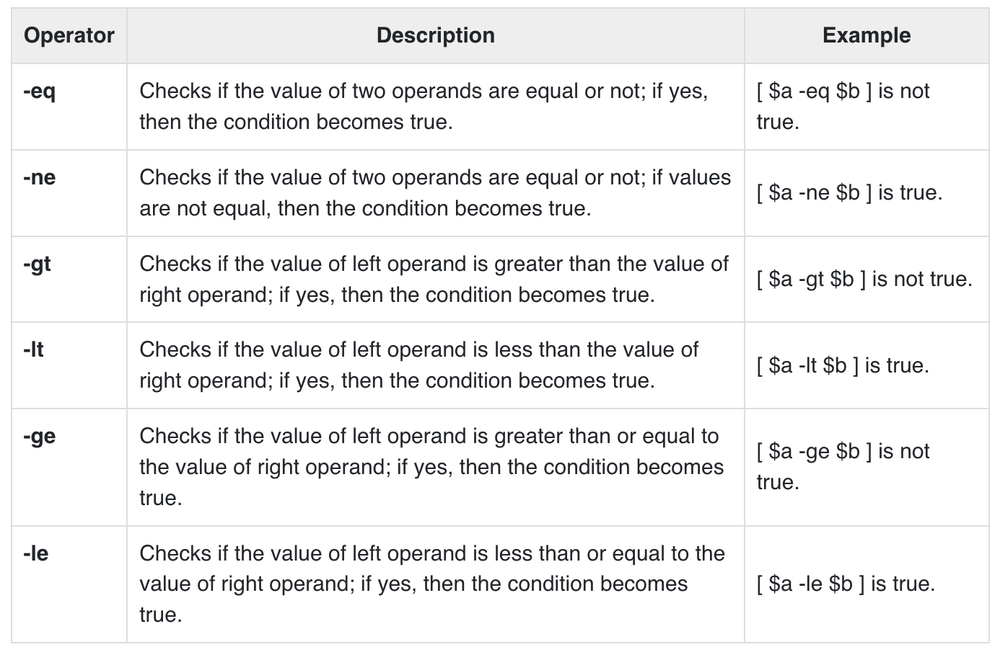 Operator Description Example
-eq
Checks if the value of two operands are equal or not; if yes,
then the condition becomes true.
[ $a -eq $b ] is not
true.
-ne
Checks if the value of two operands are equal or not; if values
are not equal, then the condition becomes true.
[ $a -ne $b ] is true.
-gt
Checks if the value of left operand is greater than the value of
right operand; if yes, then the condition becomes true.
[ $a -gt $b ] is not true.
-lt
Checks if the value of left operand is less than the value of
right operand; if yes, then the condition becomes true.
[ $a -lt $b ] is true.
-ge
Checks if the value of left operand is greater than or equal to
the value of right operand; if yes, then the condition becomes
true.
[ $a -ge $b ] is not
true.
-le
Checks if the value of left operand is less than or equal to the
value of right operand; if yes, then the condition becomes
true.
[ $a -le $b ] is true.